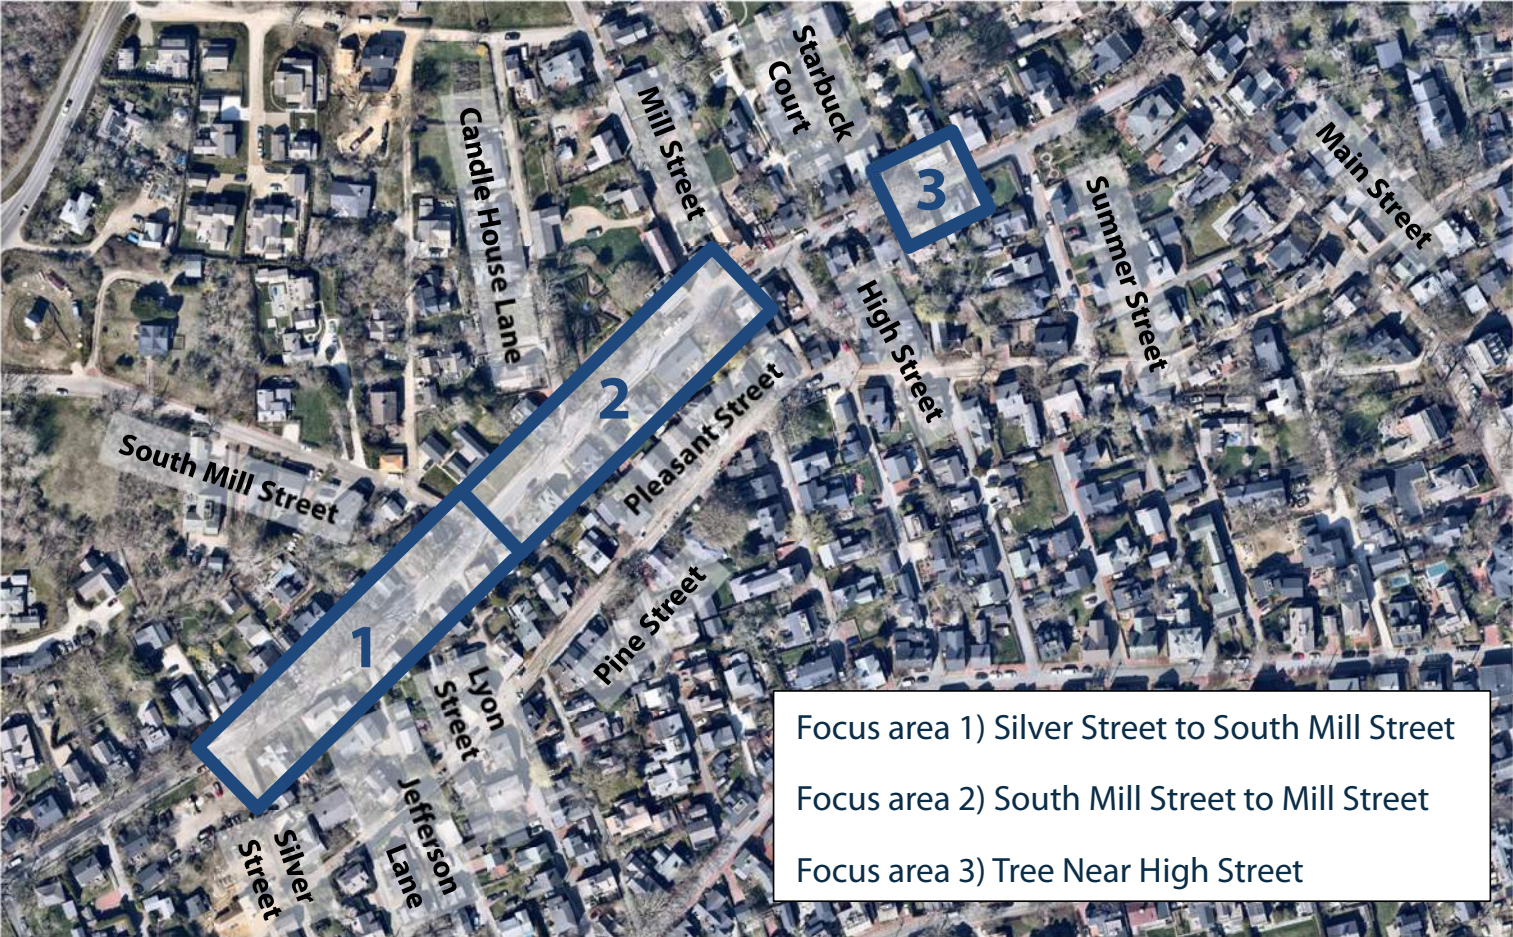 Starbuck
Court
Mill Street
Candle House Lane
Main Street
3
Summer Street
High Street
2
Pleasant Street
South Mill Street
Pine Street
1
Lyon
Street
Jefferson
Lane
Silver
Street
Focus area 1) Silver Street to South Mill Street
Focus area 2) South Mill Street to Mill Street
Focus area 3) Tree Near High Street